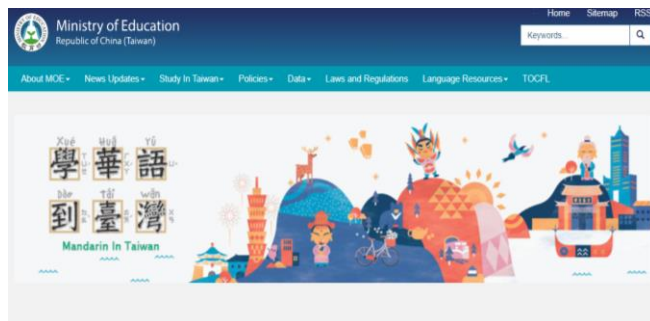 Home Sitemap RSS
Ministry of Education
Republic of China (Taiwan)
Keywords...
About MOE News Updates Study In Taiwan Policies Data Laws and Regulations Language Resources TOCFL
Xué Huá Yǔ
學華語
Dào Tái wān
到臺灣
Mandarin In Taiwan